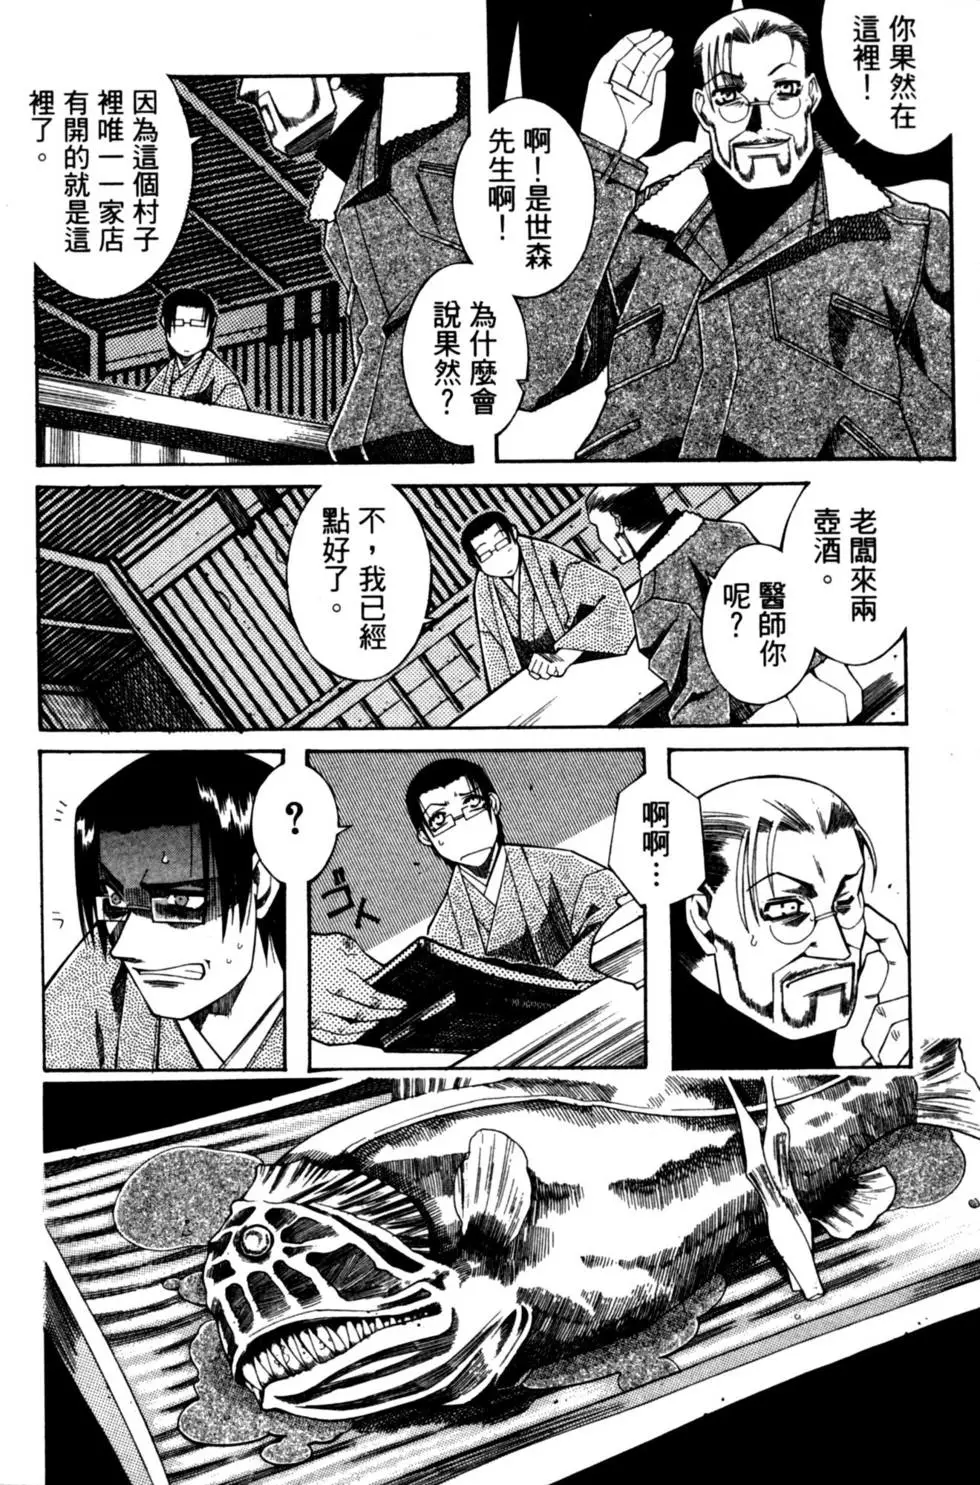 你果然在
這裡！
啊！是世森
先生啊！
為什麼會
說果然？
因為這個村子
裡唯一一家店
有開的就是這
裡了。
老闆來兩
壺酒。
醫師你
呢？
不，我已經
點好了。
啊
啊…
ゴト
？